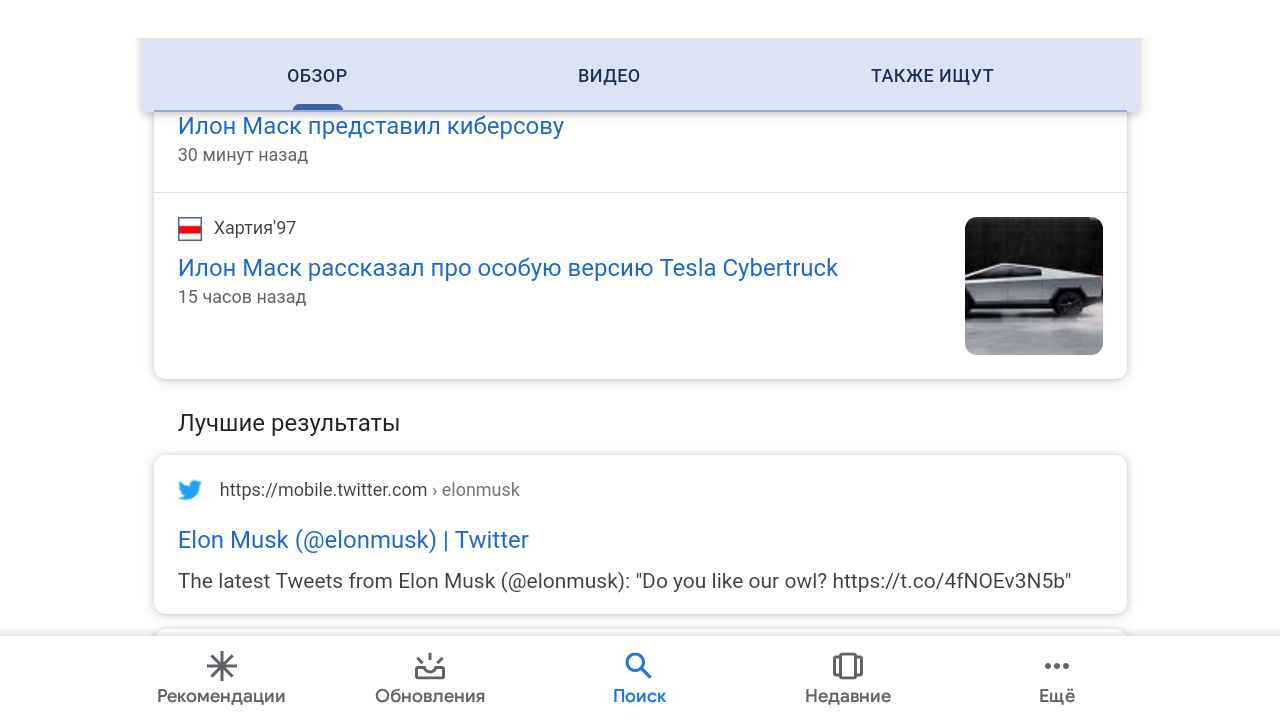 ОБЗОР
ВИДЕО
ТАКЖЕ ИЩУТ
Илон Маск представил киберсову
30 минут назад
Хартия'97
Илон Маск рассказал про особую версию Tesla Cybertruck
15 часов назад
Лучшие результаты
https://mobile.twitter.com › elonmusk
Elon Musk (@elonmusk) | Twitter
The latest Tweets from Elon Musk (@elonmusk): "Do you like our owl? https://t.co/4fNOEv3N5b"
Рекомендации
Обновления
Поиск
Недавние
Ещё